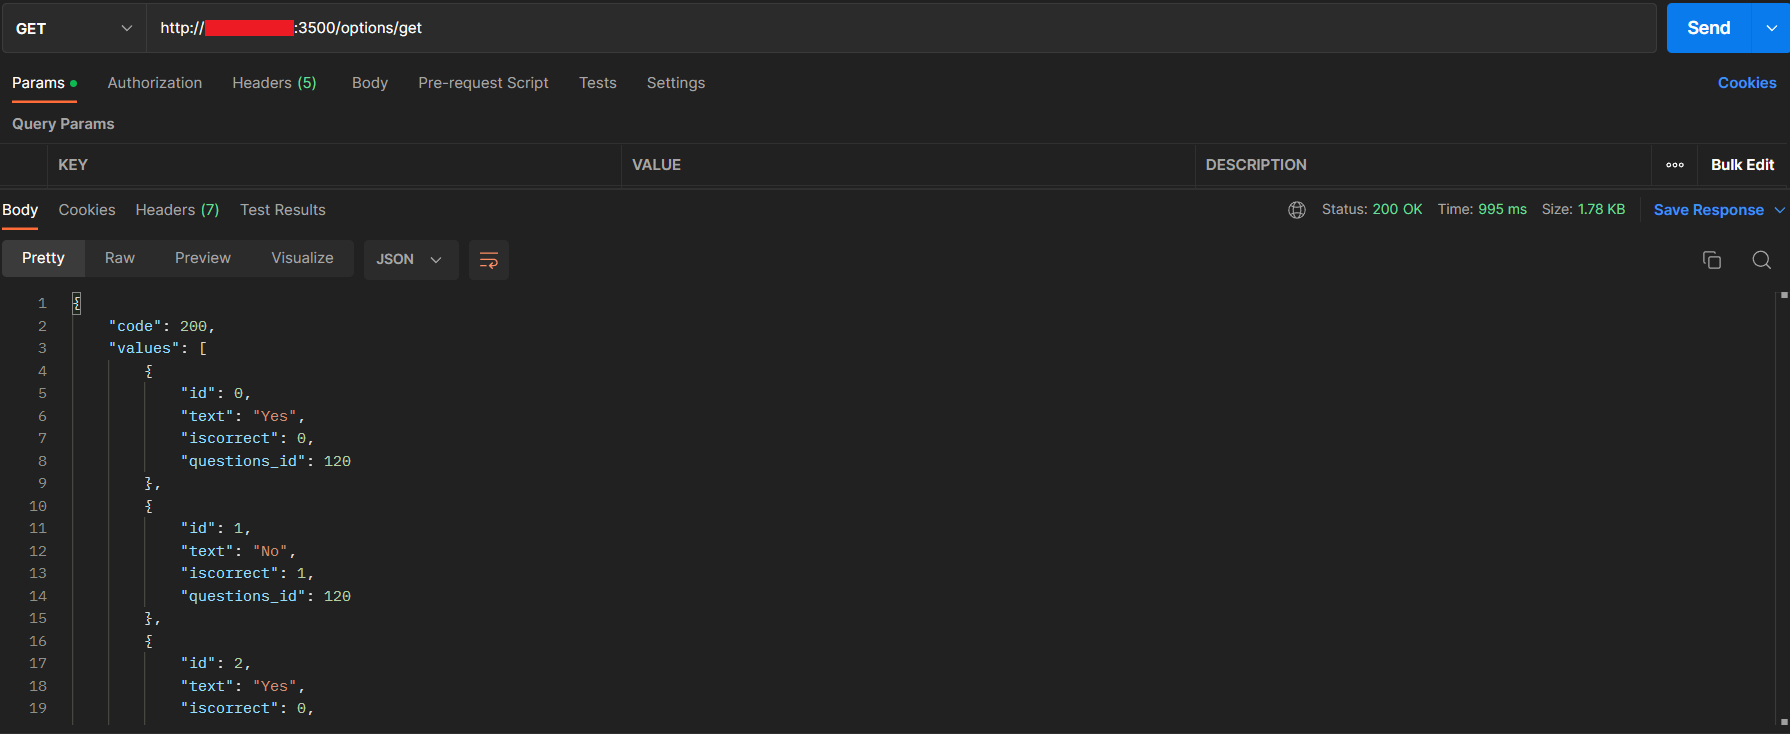 GET http:// :3500/options/get Send
Params Authorization Headers (5) Body Pre-request Script Tests Settings Cookies
Query Params
KEY VALUE DESCRIPTION Bulk Edit
Body Cookies Headers (7) Test Results Status: 200 OK Time: 995 ms Size: 1.78 KB Save Response
Pretty Raw Preview Visualize JSON
1 {
2 "code": 200,
3 "values": [
4 {
5 "id": 0,
6 "text": "Yes",
7 "iscorrect": 0,
8 "questions_id": 120
9 },
10 {
11 "id": 1,
12 "text": "No",
13 "iscorrect": 1,
14 "questions_id": 120
15 },
16 {
17 "id": 2,
18 "text": "Yes",
19 "iscorrect": 0,